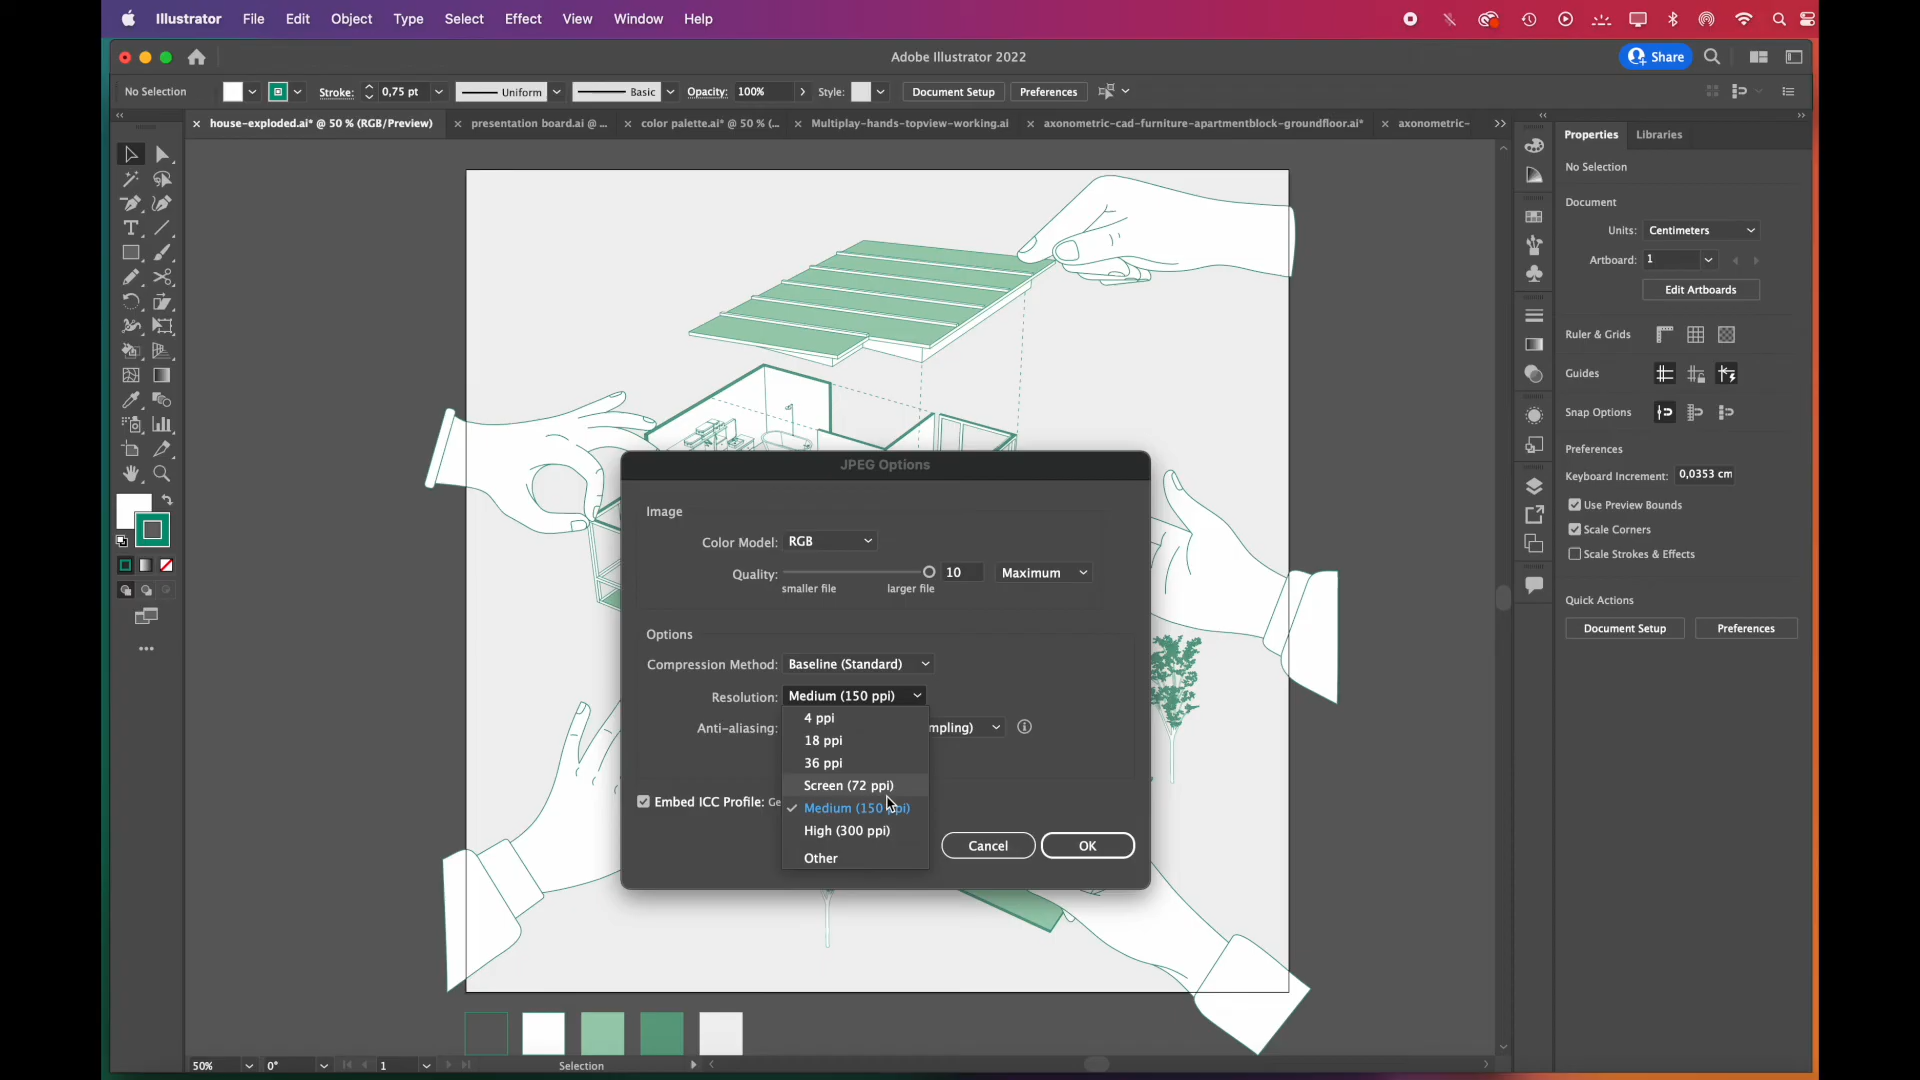 Illustrator File Edit Object Type Select Effect View Window Help
Adobe Illustrator 2022
Share
No Selection
Stroke: 0,75 pt
Uniform
Basic
Opacity: 100%
Style:
Document Setup
Preferences
house-exploded.ai* @ 50 % (RGB/Preview)
presentation board.ai @ ...
color palette.ai* @ 50 % (...
Multiplay-hands-topview-working.ai
axonometric-cad-furniture-apartmentblock-groundfloor.ai*
axonometric-
Properties
Libraries
No Selection
Document
Units: Centimeters
Artboard: 1
Edit Artboards
Ruler & Grids
Guides
Snap Options
Preferences
Keyboard Increment: 0,0353 cm
Use Preview Bounds
Scale Corners
Scale Strokes & Effects
Quick Actions
Document Setup
Preferences
JPEG Options
Image
Color Model: RGB
Quality: 10 Maximum
smaller file larger file
Options
Compression Method: Baseline (Standard)
Resolution: Medium (150 ppi)
4 ppi
Anti-aliasing: mpling)
18 ppi
36 ppi
Screen (72 ppi)
Embed ICC Profile: Ge
Medium (150 ppi)
High (300 ppi)
Other
Cancel
OK
50% 0° 1 Selection